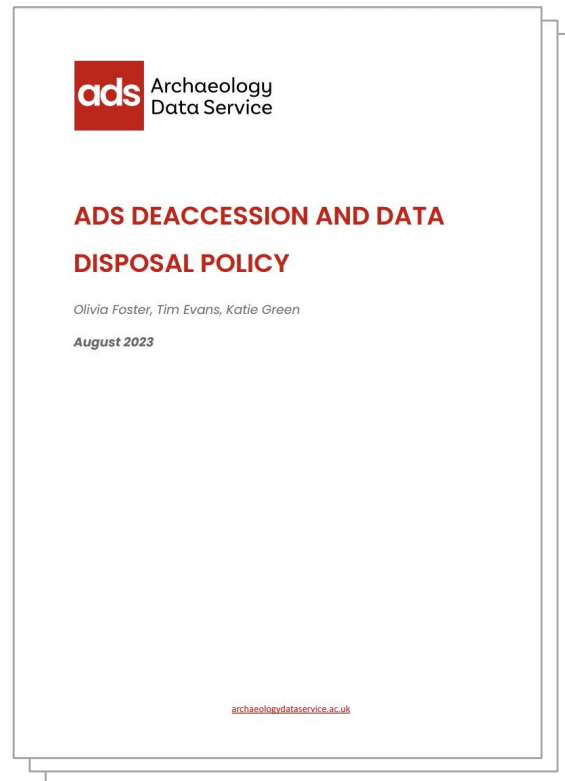 ads
Archaeology
Data Service
ADS DEACCESSION AND DATA
DISPOSAL POLICY
Olivia Foster, Tim Evans, Katie Green
August 2023
archaeologydataservice.ac.uk